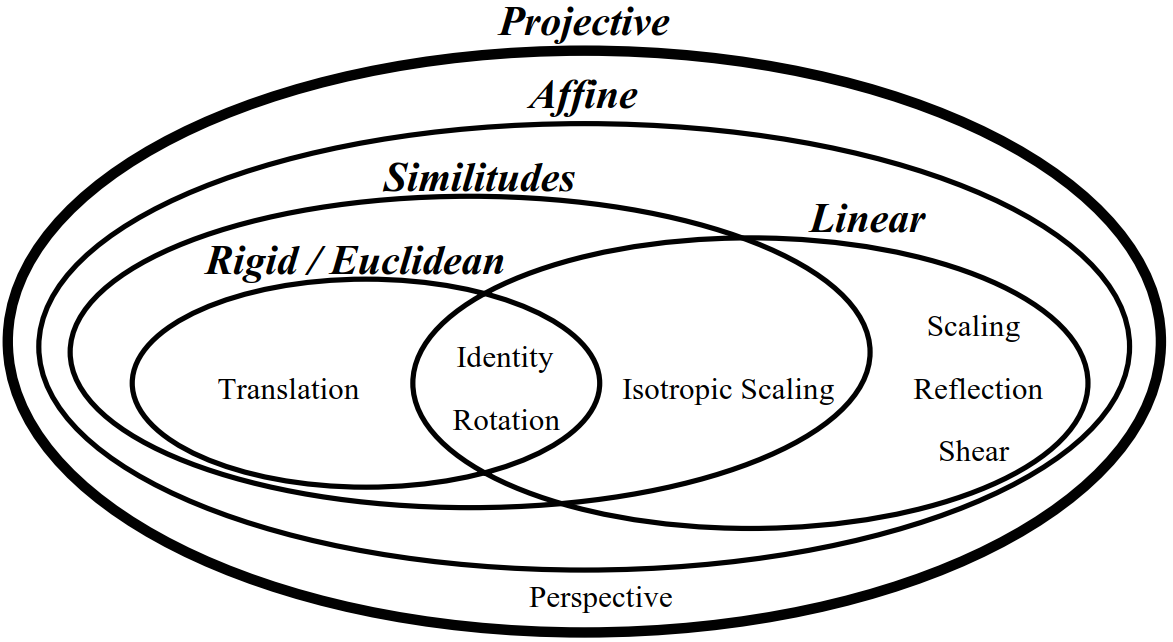 Projective
Affine
Similitudes
Linear
Rigid / Euclidean
Scaling
Identity
Translation
Isotropic Scaling
Reflection
Rotation
Shear
Perspective